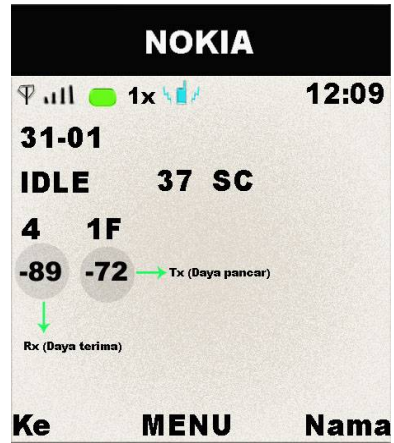 NOKIA
1x 12:09
31-01
IDLE 37 SC
4 1F
-89 -72 Tx (Daya pancar)
Rx (Daya terima)
Ke MENU Nama